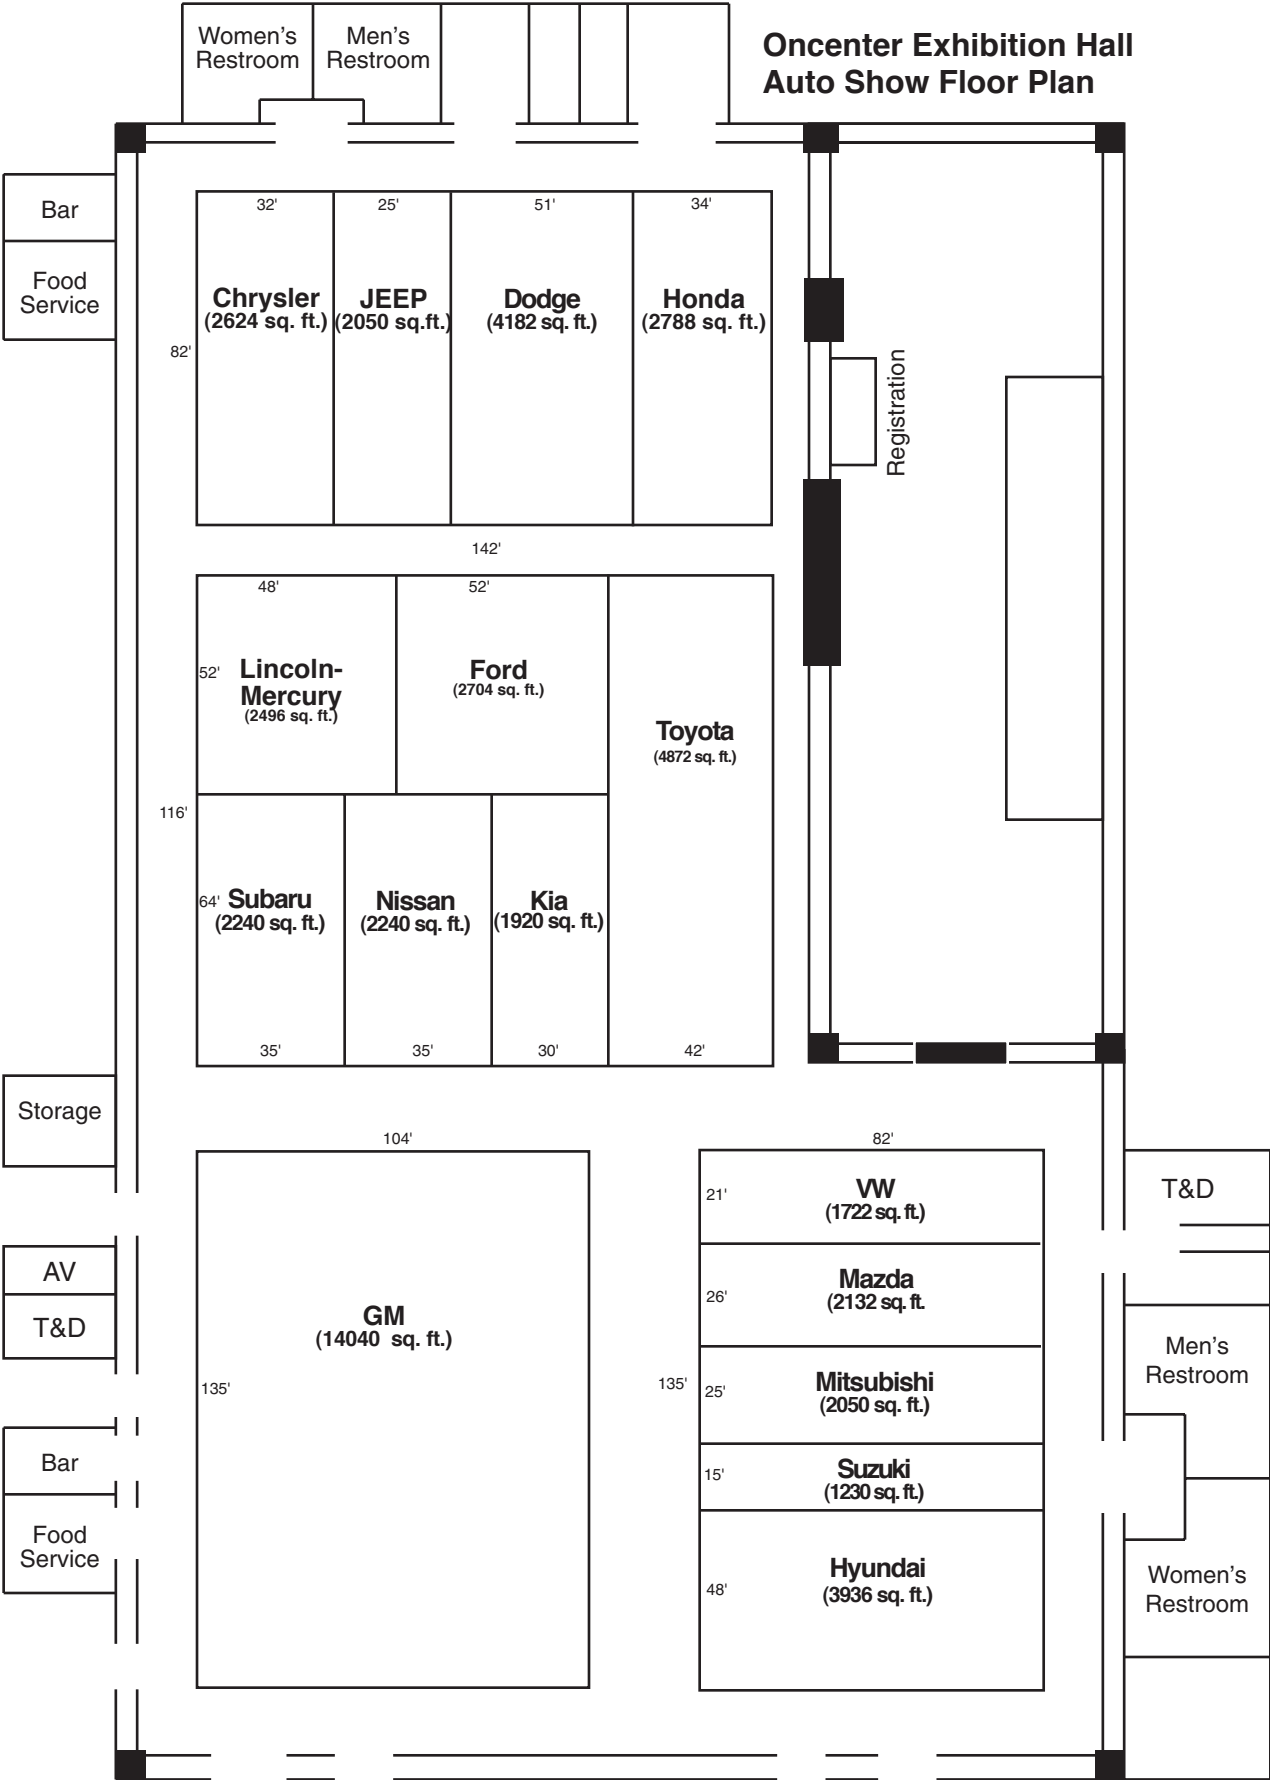 Oncenter Exhibition Hall
Auto Show Floor Plan
Women's
Restroom
Men's
Restroom
Bar
Food
Service
32'
25'
51'
34'
Chrysler
(2624 sq. ft.)
JEEP
(2050 sq.ft.)
Dodge
(4182 sq. ft.)
Honda
(2788 sq. ft.)
82'
Registration
142'
48'
52'
52'
Lincoln-
Mercury
(2496 sq. ft.)
Ford
(2704 sq. ft.)
Toyota
(4872 sq. ft.)
116'
64'
Subaru
(2240 sq. ft.)
Nissan
(2240 sq. ft.)
Kia
(1920 sq. ft.)
35'
35'
30'
42'
Storage
104'
82'
21'
VW
(1722 sq. ft.)
T&D
AV
T&D
GM
(14040 sq. ft.)
135'
26'
Mazda
(2132 sq. ft.
135'
25'
Mitsubishi
(2050 sq. ft.)
Men's
Restroom
Bar
Food
Service
15'
Suzuki
(1230 sq. ft.)
48'
Hyundai
(3936 sq. ft.)
Women's
Restroom